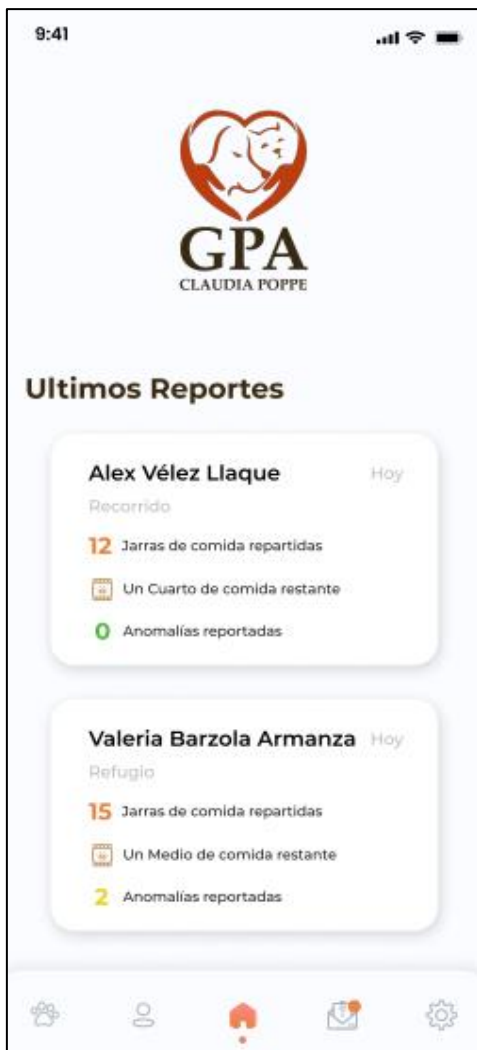 9:41
GPA
CLAUDIA POPPE
Ultimos Reportes
Alex Vélez Llaque Hoy
Recorrido
12 Jarras de comida repartidas
Un Cuarto de comida restante
0 Anomalías reportadas
Valeria Barzola Armanza Hoy
Refugio
15 Jarras de comida repartidas
Un Medio de comida restante
2 Anomalías reportadas